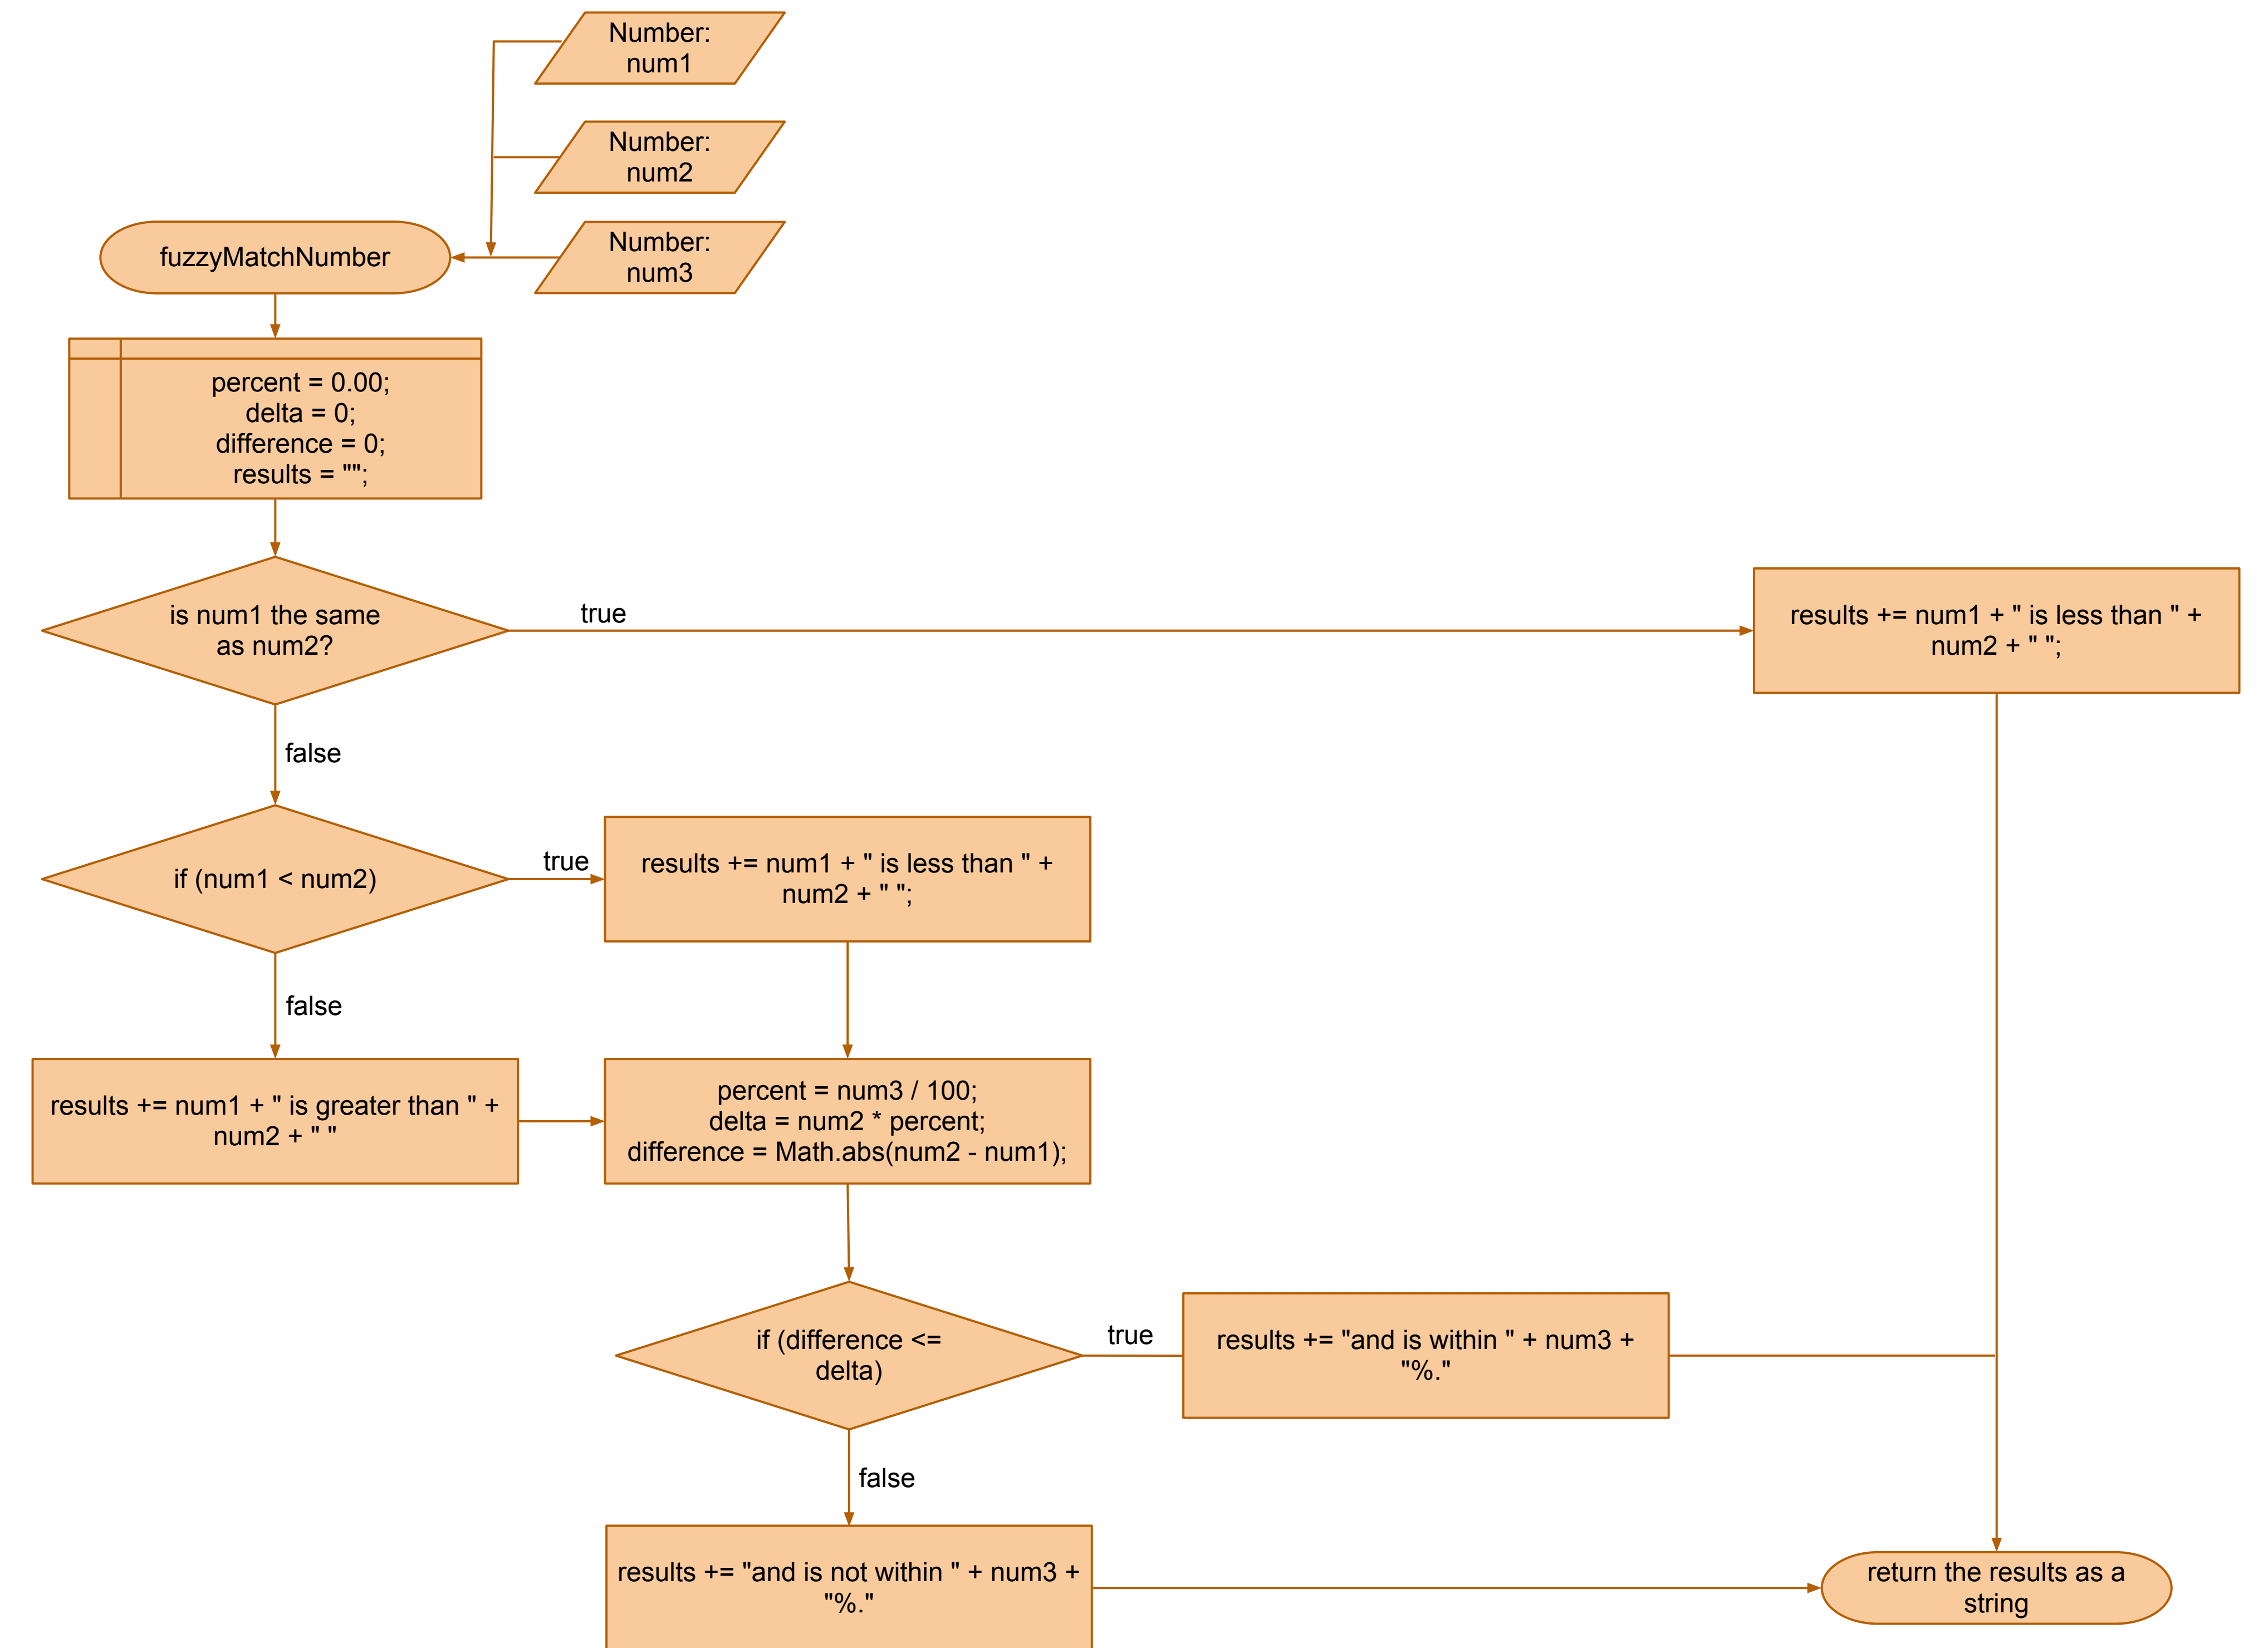 Number:
num1
Number:
num2
Number:
num3
fuzzyMatchNumber
percent = 0.00;
delta = 0;
difference = 0;
results = "";
is num1 the same
as num2?
true
results += num1 + " is less than " +
num2 + " ";
false
if (num1 < num2)
true
results += num1 + " is less than " +
num2 + " ";
false
results += num1 + " is greater than " +
num2 + " "
percent = num3 / 100;
delta = num2 * percent;
difference = Math.abs(num2 - num1);
if (difference <=
delta)
true
results += "and is within " + num3 +
"%."
false
results += "and is not within " + num3 +
"%."
return the results as a
string